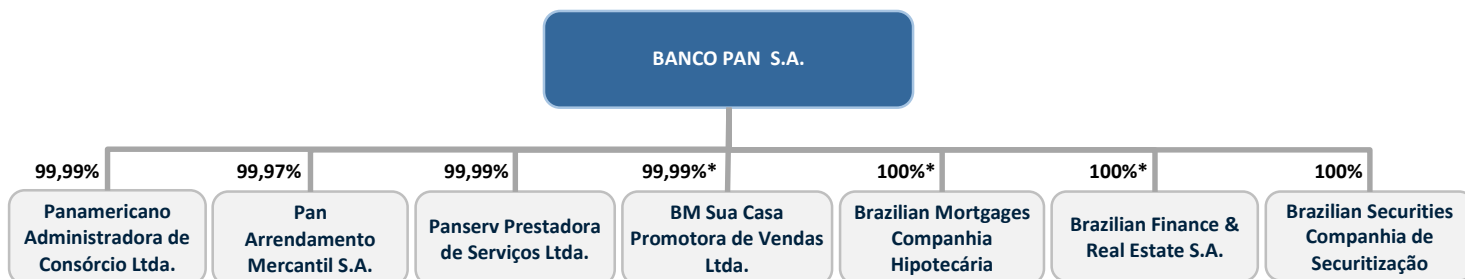 BANCO PAN S.A.
99,99%
99,97%
99,99%
99,99%*
100%*
100%*
100%
Panamericano
Administradora de
Consórcio Ltda.
Pan
Arrendamento
Mercantil S.A.
Panserv Prestadora
de Serviços Ltda.
BM Sua Casa
Promotora de Vendas
Ltda.
Brazilian Mortgages
Companhia
Hipotecária
Brazilian Finance &
Real Estate S.A.
Brazilian Securities
Companhia de
Securitização